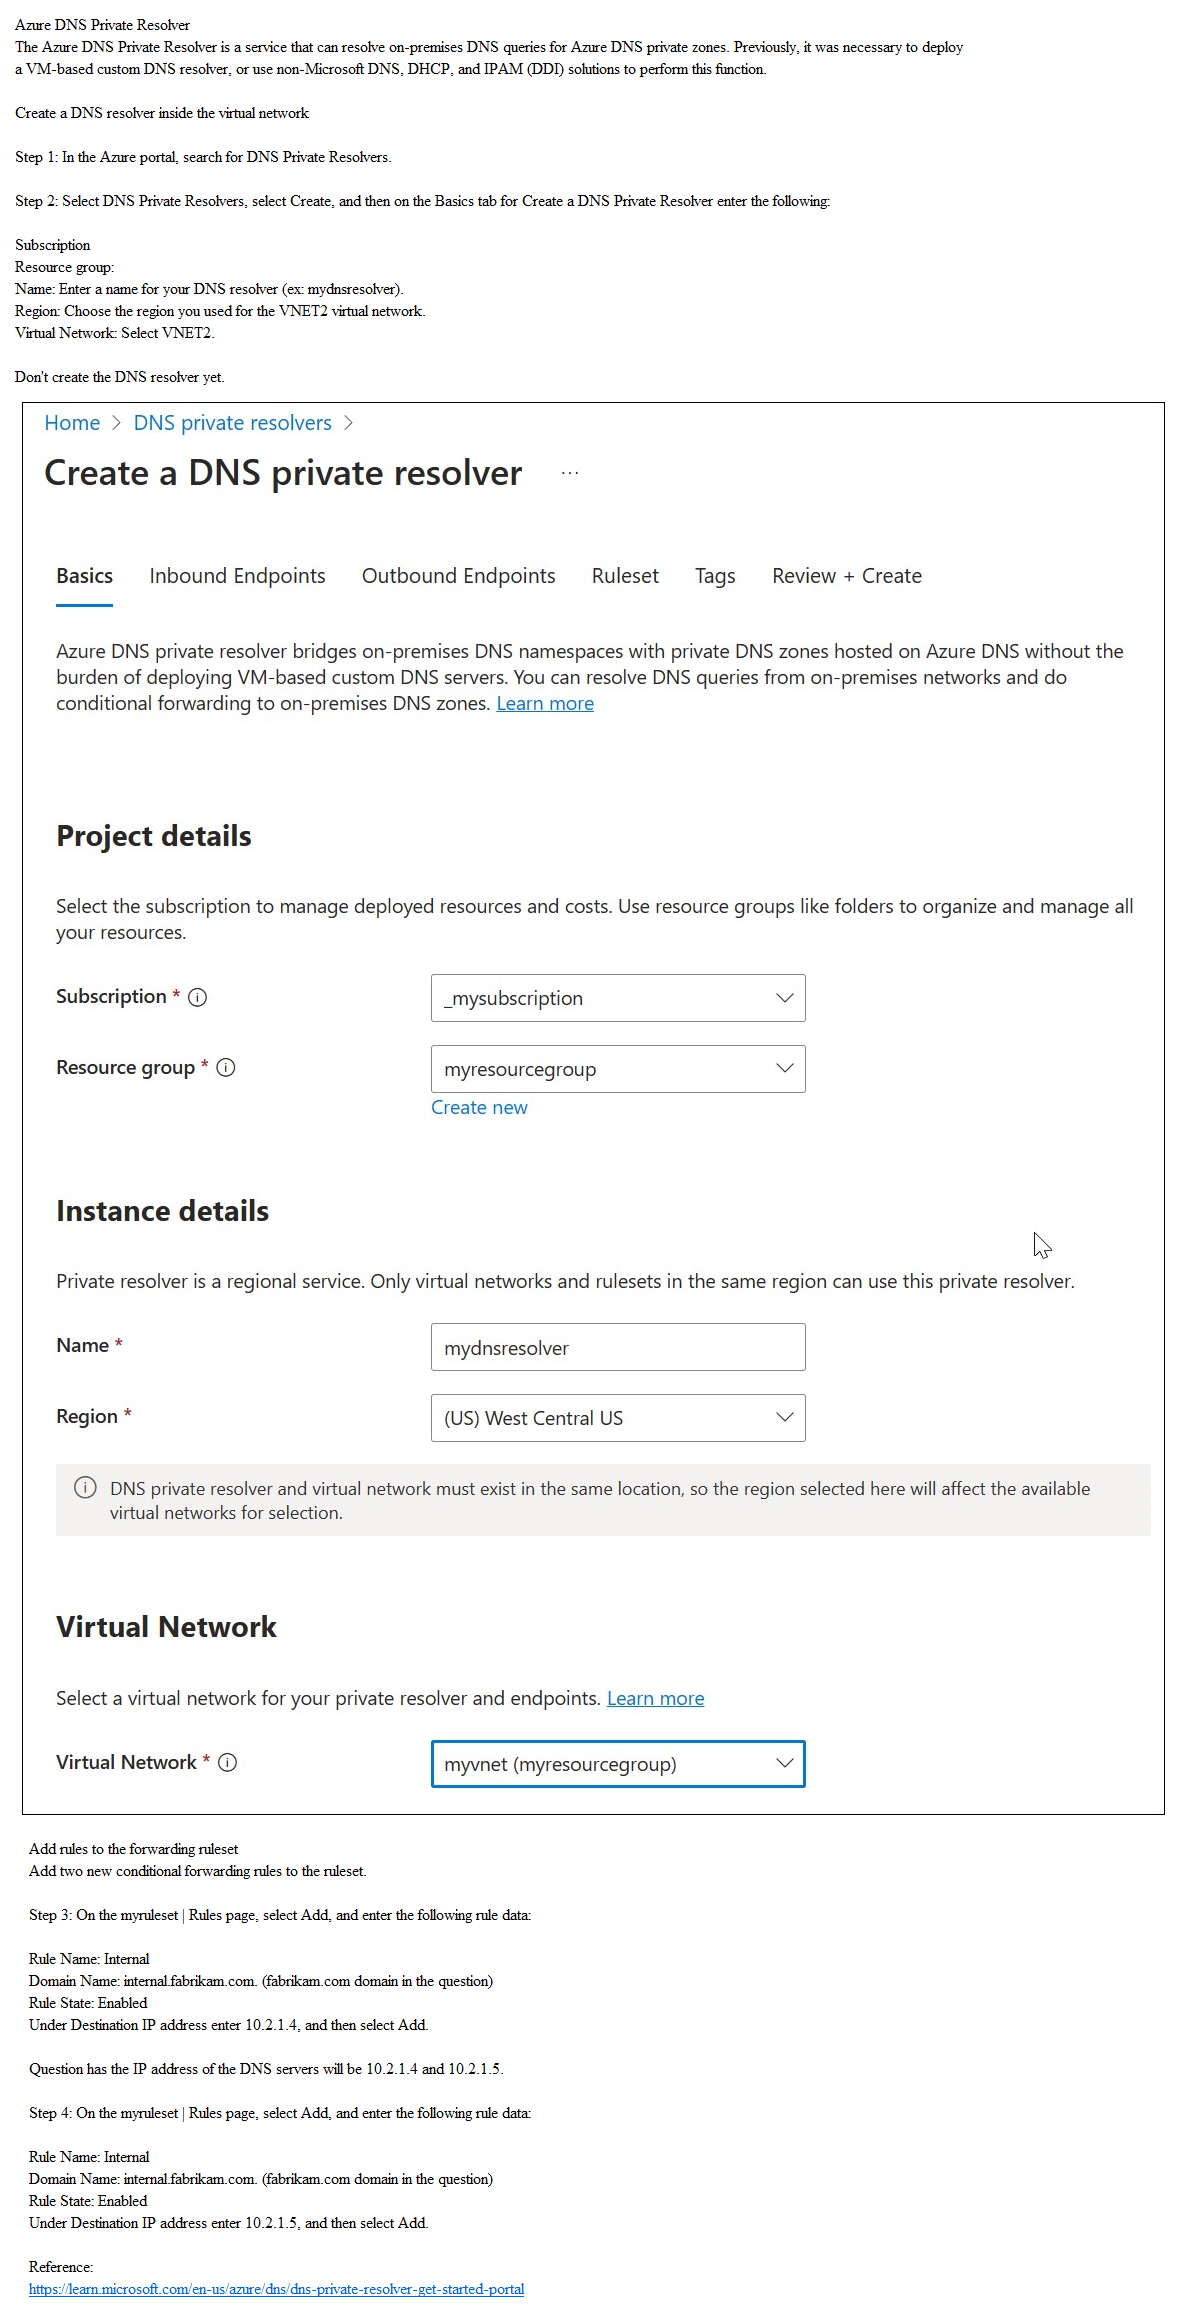 Azure DNS Private Resolver
The Azure DNS Private Resolver is a service that can resolve on-premises DNS queries for Azure DNS private zones. Previously, it was necessary to deploy
a VM-based custom DNS resolver, or use non-Microsoft DNS, DHCP, and IPAM (DDI) solutions to perform this function.
Create a DNS resolver inside the virtual network
Step 1: In the Azure portal, search for DNS Private Resolvers.
Step 2: Select DNS Private Resolvers, select Create, and then on the Basics tab for Create a DNS Private Resolver enter the following:
Subscription
Resource group:
Name: Enter a name for your DNS resolver (ex: mydnsresolver).
Region: Choose the region you used for the VNET2 virtual network.
Virtual Network: Select VNET2.
Don't create the DNS resolver yet.
Home > DNS private resolvers >
Create a DNS private resolver ...
Basics Inbound Endpoints Outbound Endpoints Ruleset Tags Review + Create
Azure DNS private resolver bridges on-premises DNS namespaces with private DNS zones hosted on Azure DNS without the
burden of deploying VM-based custom DNS servers. You can resolve DNS queries from on-premises networks and do
conditional forwarding to on-premises DNS zones. Learn more
Project details
Select the subscription to manage deployed resources and costs. Use resource groups like folders to organize and manage all
your resources.
Subscription * _mysubscription
Resource group * myresourcegroup
Create new
Instance details
Private resolver is a regional service. Only virtual networks and rulesets in the same region can use this private resolver.
Name * mydnsresolver
Region * (US) West Central US
DNS private resolver and virtual network must exist in the same location, so the region selected here will affect the available
virtual networks for selection.
Virtual Network
Select a virtual network for your private resolver and endpoints. Learn more
Virtual Network * myvnet (myresourcegroup)
Add rules to the forwarding ruleset
Add two new conditional forwarding rules to the ruleset.
Step 3: On the myruleset | Rules page, select Add, and enter the following rule data:
Rule Name: Internal
Domain Name: internal.fabrikam.com. (fabrikam.com domain in the question)
Rule State: Enabled
Under Destination IP address enter 10.2.1.4, and then select Add.
Question has the IP address of the DNS servers will be 10.2.1.4 and 10.2.1.5.
Step 4: On the myruleset | Rules page, select Add, and enter the following rule data:
Rule Name: Internal
Domain Name: internal.fabrikam.com. (fabrikam.com domain in the question)
Rule State: Enabled
Under Destination IP address enter 10.2.1.5, and then select Add.
Reference:
https://learn.microsoft.com/en-us/azure/dns/dns-private-resolver-get-started-portal